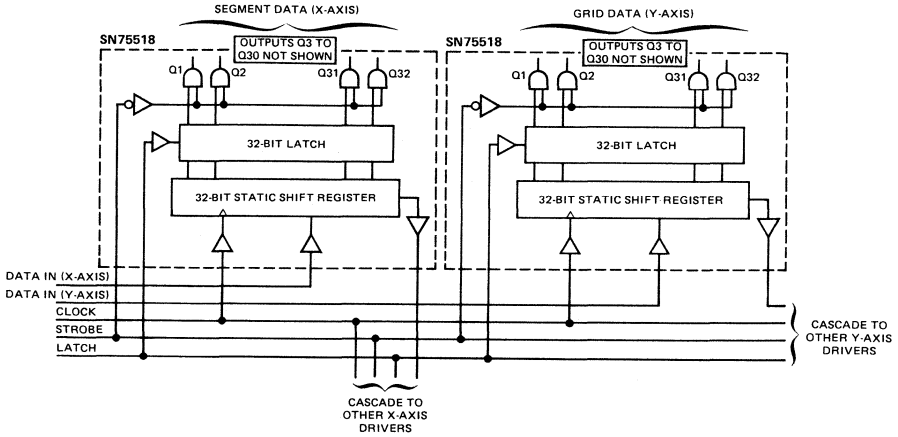 SEGMENT DATA (X-AXIS)
GRID DATA (Y-AXIS)
SN75518
OUTPUTS Q3 TO
Q30 NOT SHOWN
Q1
Q2
Q31
Q32
SN75518
OUTPUTS Q3 TO
Q30 NOT SHOWN
Q1
Q2
Q31
Q32
32-BIT LATCH
32-BIT LATCH
32-BIT STATIC SHIFT REGISTER
32-BIT STATIC SHIFT REGISTER
DATA IN (X-AXIS)
DATA IN (Y-AXIS)
CLOCK
STROBE
LATCH
CASCADE TO
OTHER Y-AXIS
DRIVERS
CASCADE TO
OTHER X-AXIS
DRIVERS